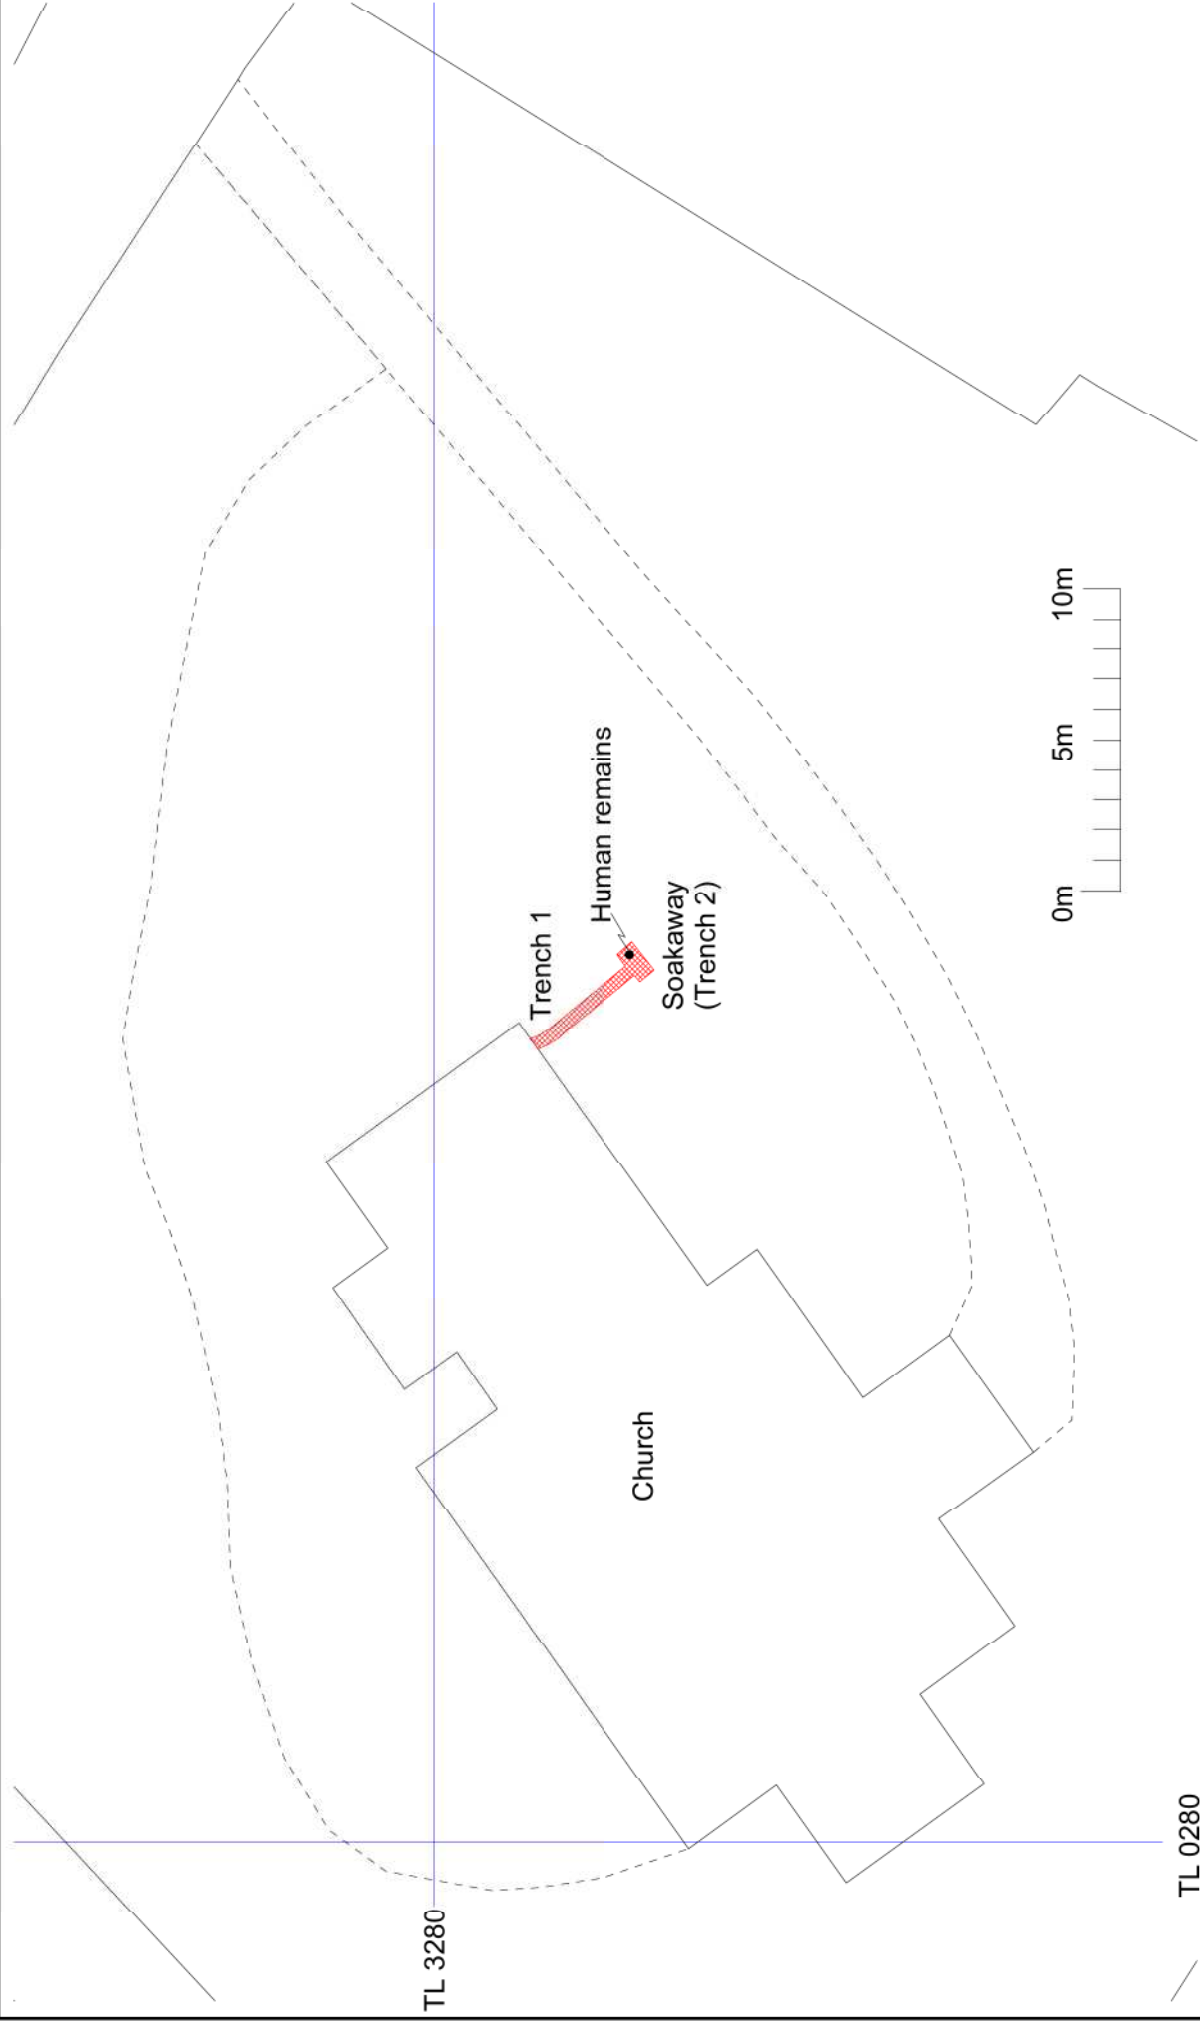 TL 3280
Trench 1
Human remains
Soakaway
(Trench 2)
Church
0m 5m 10m
TL 0280